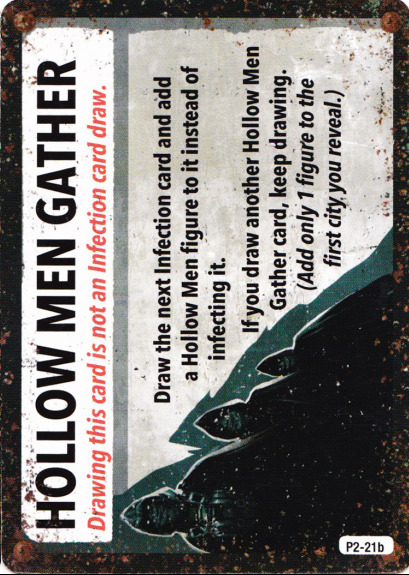 HOLLOW MEN GATHER
Drawing this card is not an Infection card draw.
Draw the next Infection card and add
a Hollow Men figure to it instead of
infecting it.
If you draw another Hollow Men
Gather card, keep drawing.
(Add only 1 figure to the
first city you reveal.)
P2-21b